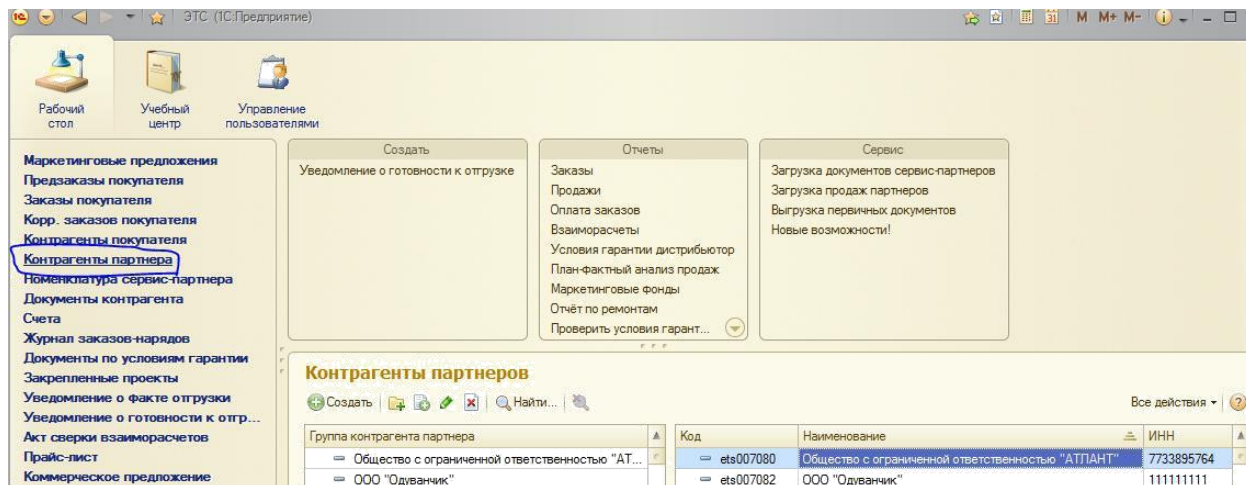 ЭТС (1С:Предприятие)
31 M M+ M-
Рабочий стол
Учебный центр
Управление пользователями
Маркетинговые предложения
Предзаказы покупателя
Заказы покупателя
Корр. заказов покупателя
Контрагенты покупателя
Контрагенты партнера
Номенклатура сервис-партнера
Документы контрагента
Счета
Журнал заказов-нарядов
Документы по условиям гарантии
Закрепленные проекты
Уведомление о факте отгрузки
Уведомление о готовности к отгр...
Акт сверки взаиморасчетов
Прайс-лист
Коммерческое предложение
Создать
Уведомление о готовности к отгрузке
Отчеты
Заказы
Продажи
Оплата заказов
Взаиморасчеты
Условия гарантии дистрибьютор
План-фактный анализ продаж
Маркетинговые фонды
Отчёт по ремонтам
Проверить условия гарант...
Сервис
Загрузка документов сервис-партнеров
Загрузка продаж партнеров
Выгрузка первичных документов
Новые возможности!
Контрагенты партнеров
Создать Найти... Все действия
Группа контрагента партнера Код Наименование ИНН
Общество с ограниченной ответственностью "АТ... ets007080 Общество с ограниченной ответственностью "АТЛАНТ" 7733895764
ООО "Одуванчик" ets007082 ООО "Одуванчик" 111111111